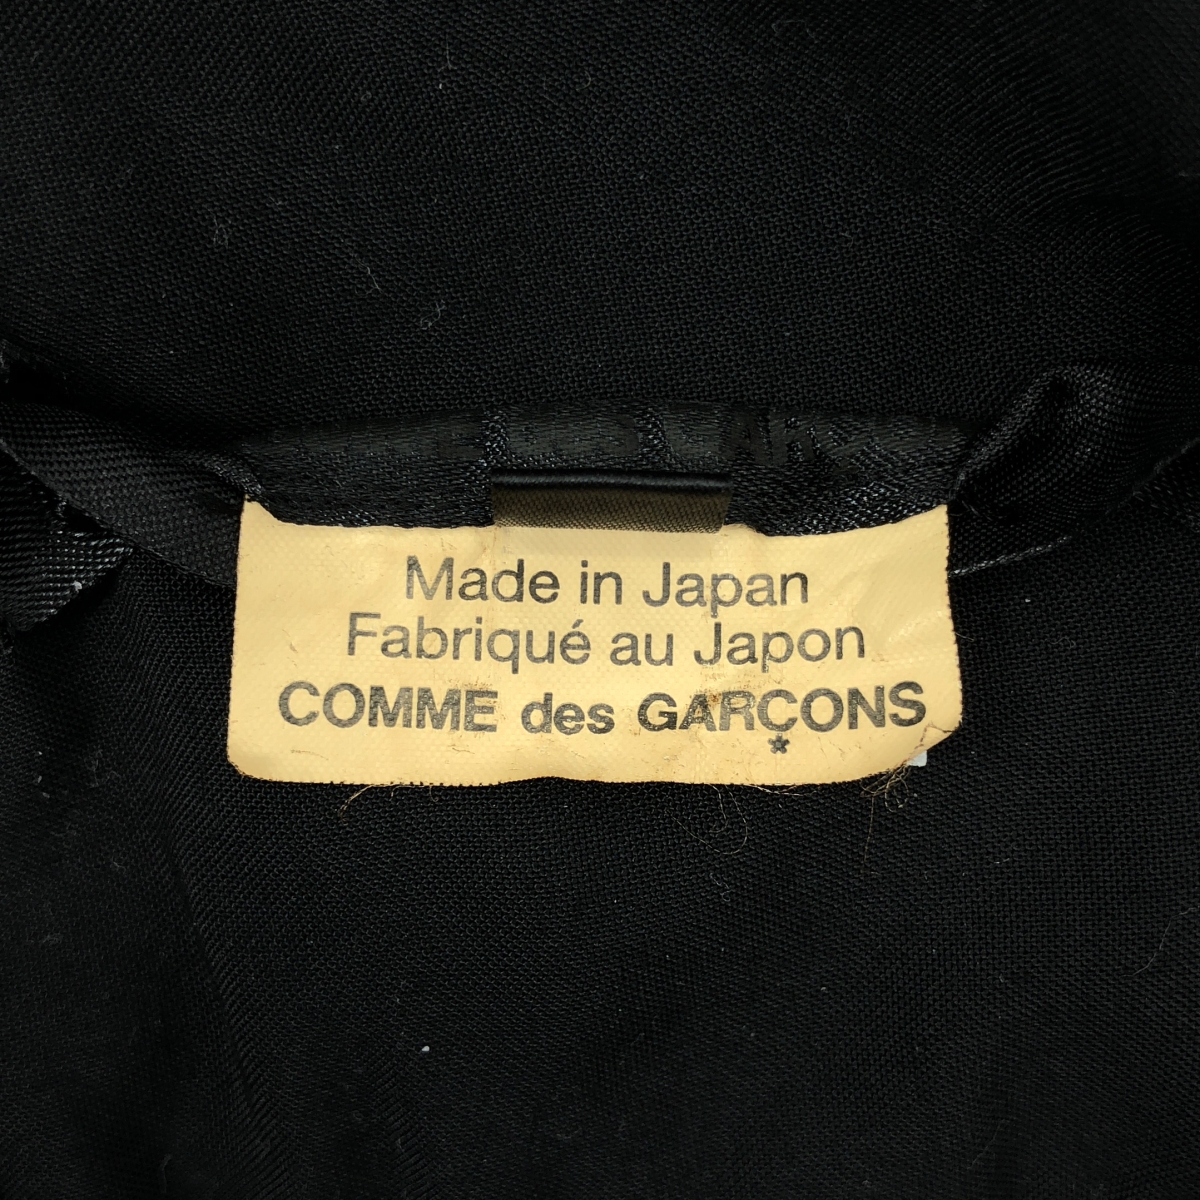 Made in Japan
Fabriqué au Japon
COMME des GARÇONS